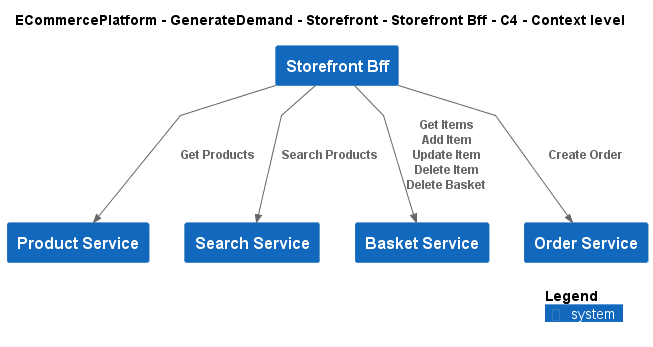 ECommercePlatform - GenerateDemand - Storefront - Storefront Bff - C4 - Context level
Storefront Bff
Get Products
Search Products
Get Items
Add Item
Update Item
Delete Item
Delete Basket
Create Order
Product Service
Search Service
Basket Service
Order Service
Legend
system